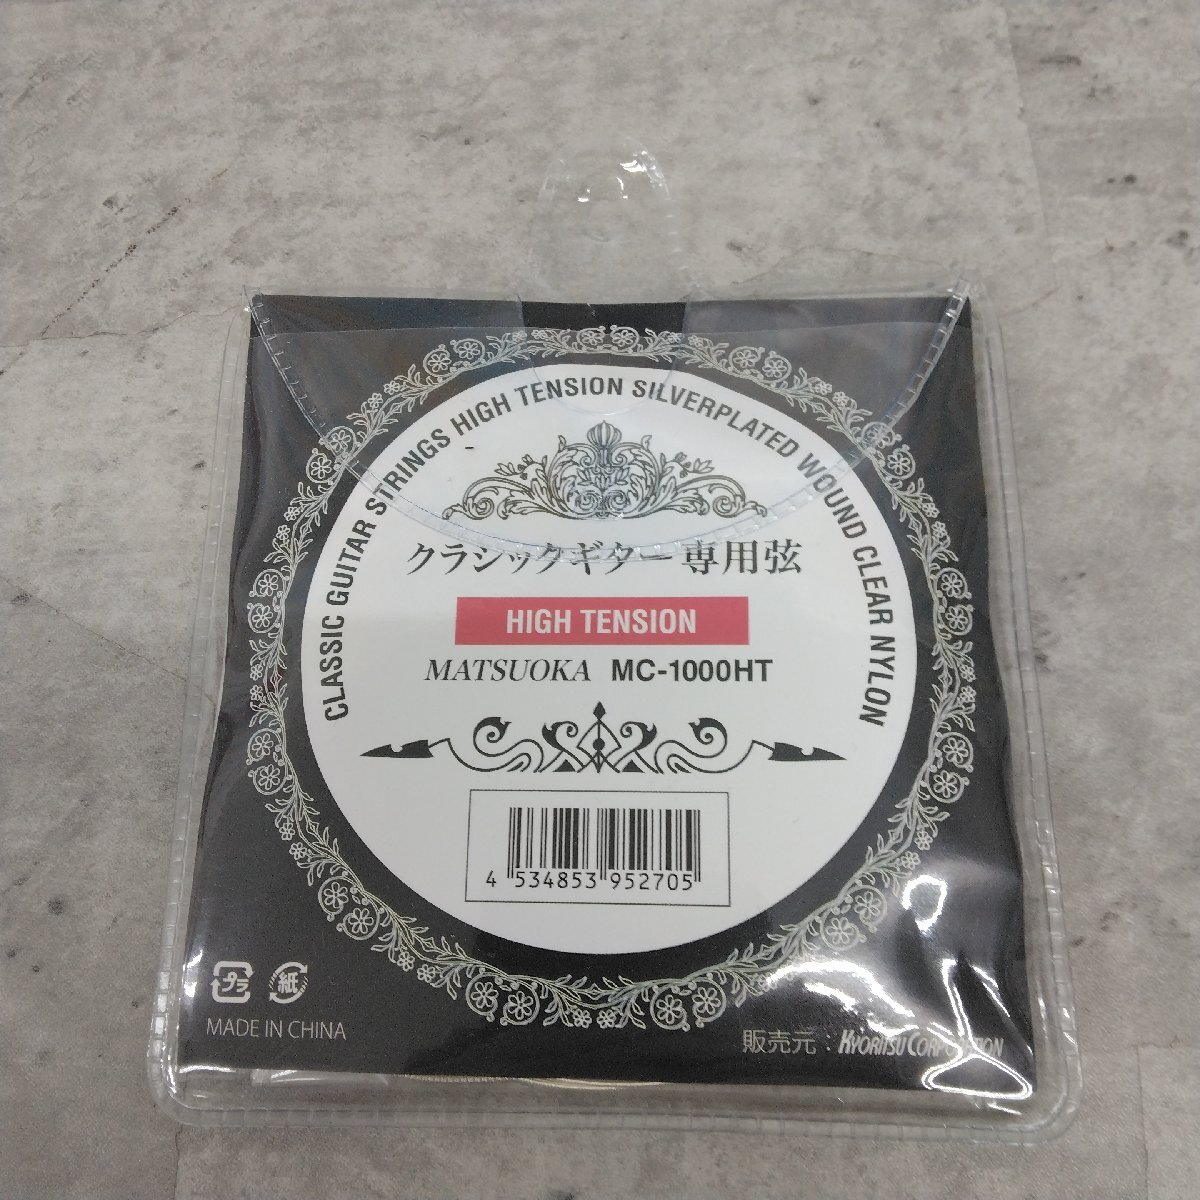 CLASSIC GUITAR STRINGS HIGH TENSION SILVERPLATED WOUND CLEAR NYLON
クラシックギター専用弦
HIGH TENSION
MATSUOKA MC-1000HT
4 534853 952705
プラ 紙
MADE IN CHINA
販売元：KYORITSU CORPORATION